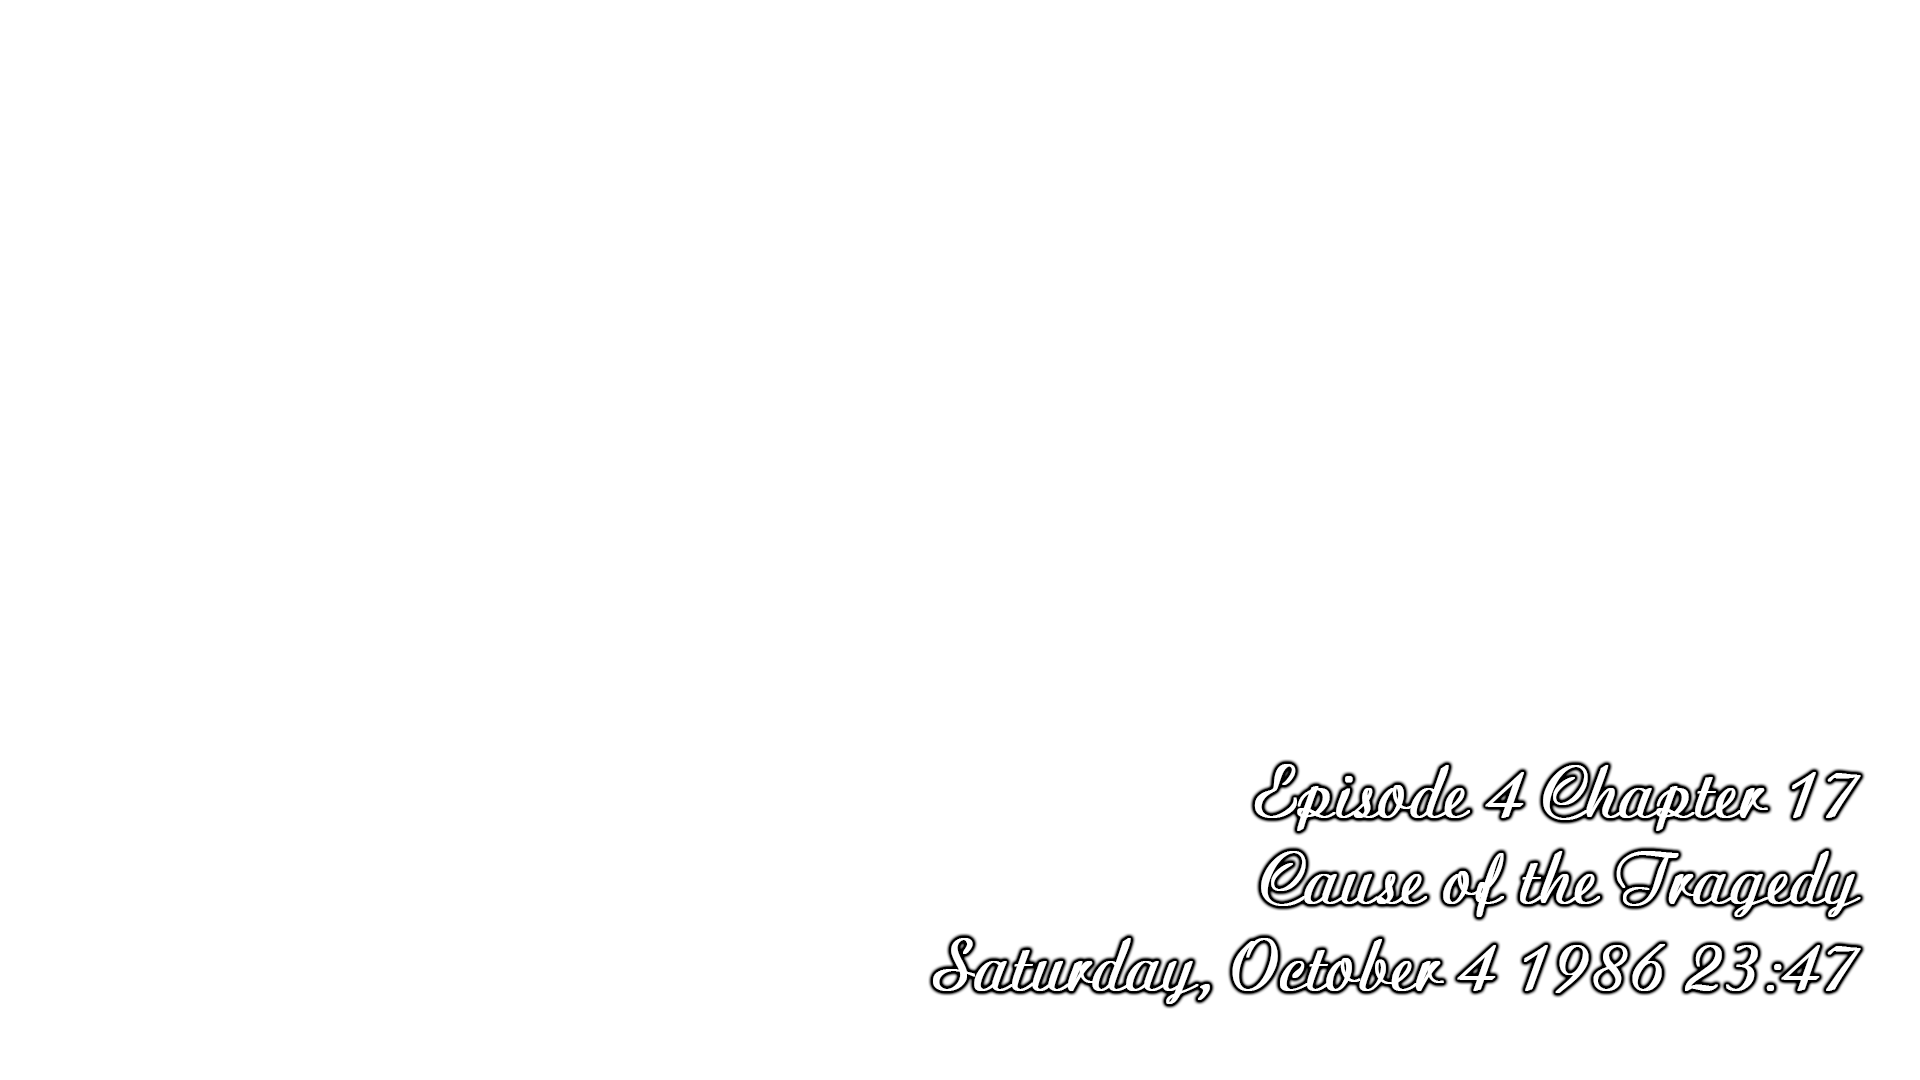 Episode 4 Chapter 17
Cause of the Tragedy
Saturday, October 4 1986 23:47